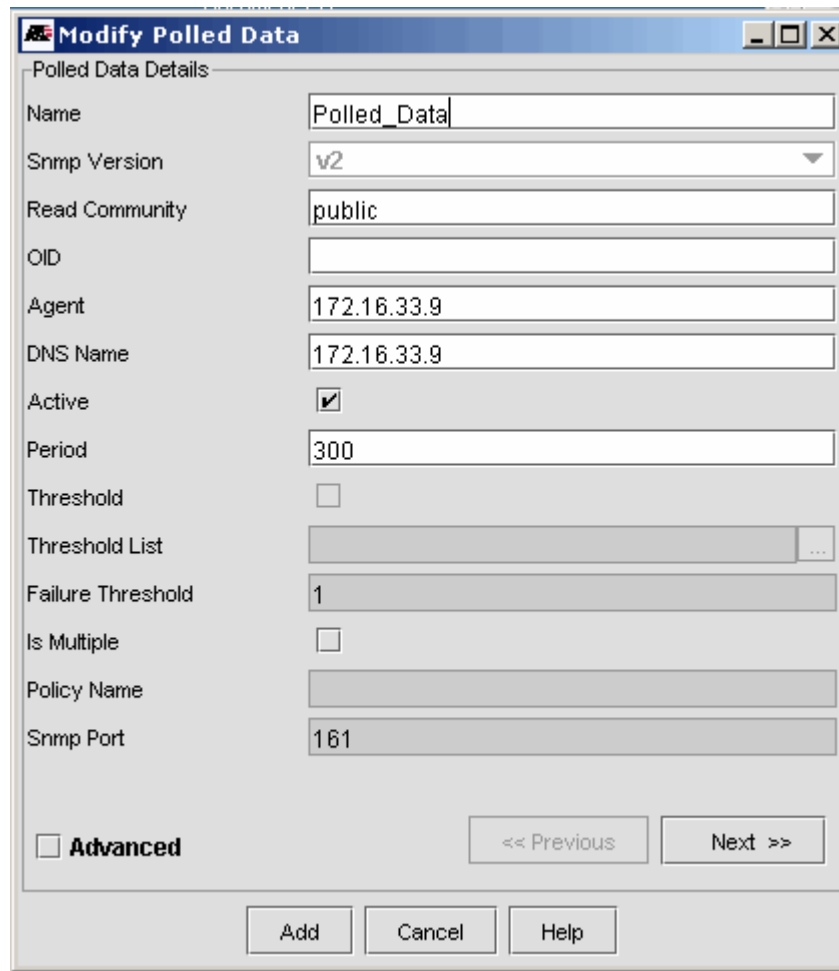 Modify Polled Data
Polled Data Details
Name Polled_Data
Snmp Version v2
Read Community public
OID
Agent 172.16.33.9
DNS Name 172.16.33.9
Active
Period 300
Threshold
Threshold List ...
Failure Threshold 1
Is Multiple
Policy Name
Snmp Port 161
Advanced << Previous Next >>
Add Cancel Help